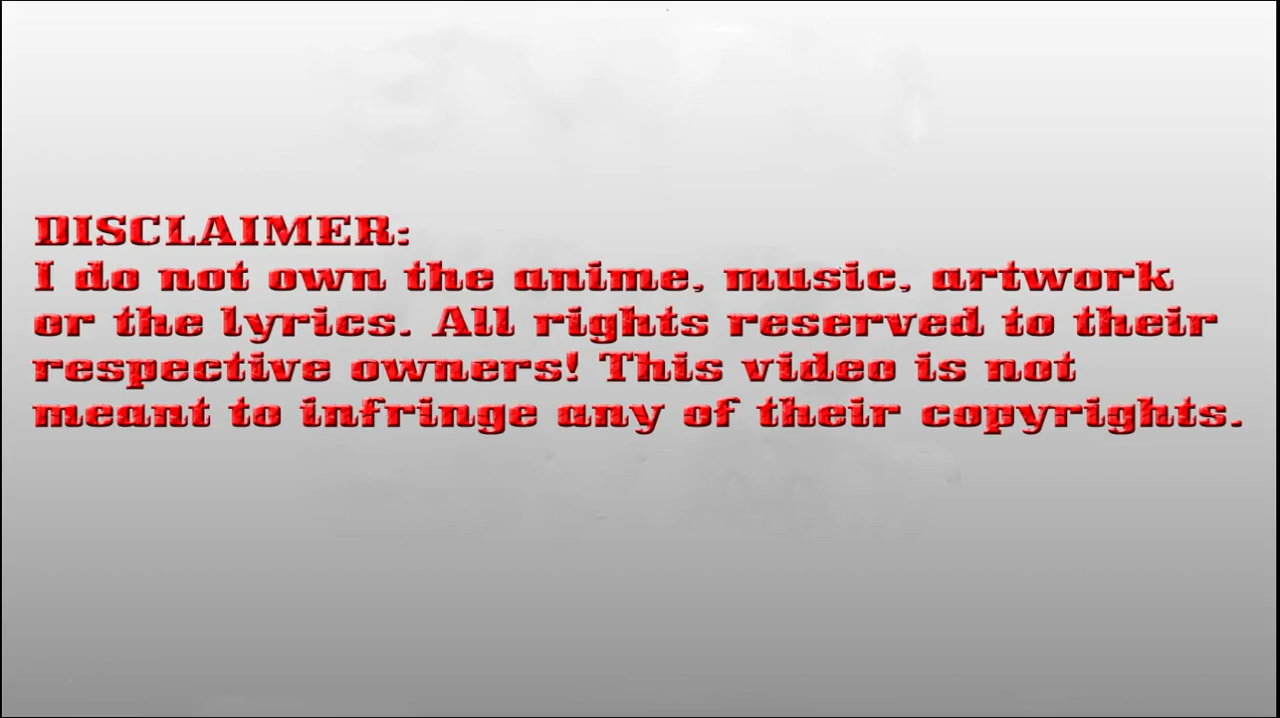 DISCLAIMER:
I do not own the anime, music, artwork
or the lyrics. All rights reserved to their
respective owners! This video is not
meant to infringe any of their copyrights.